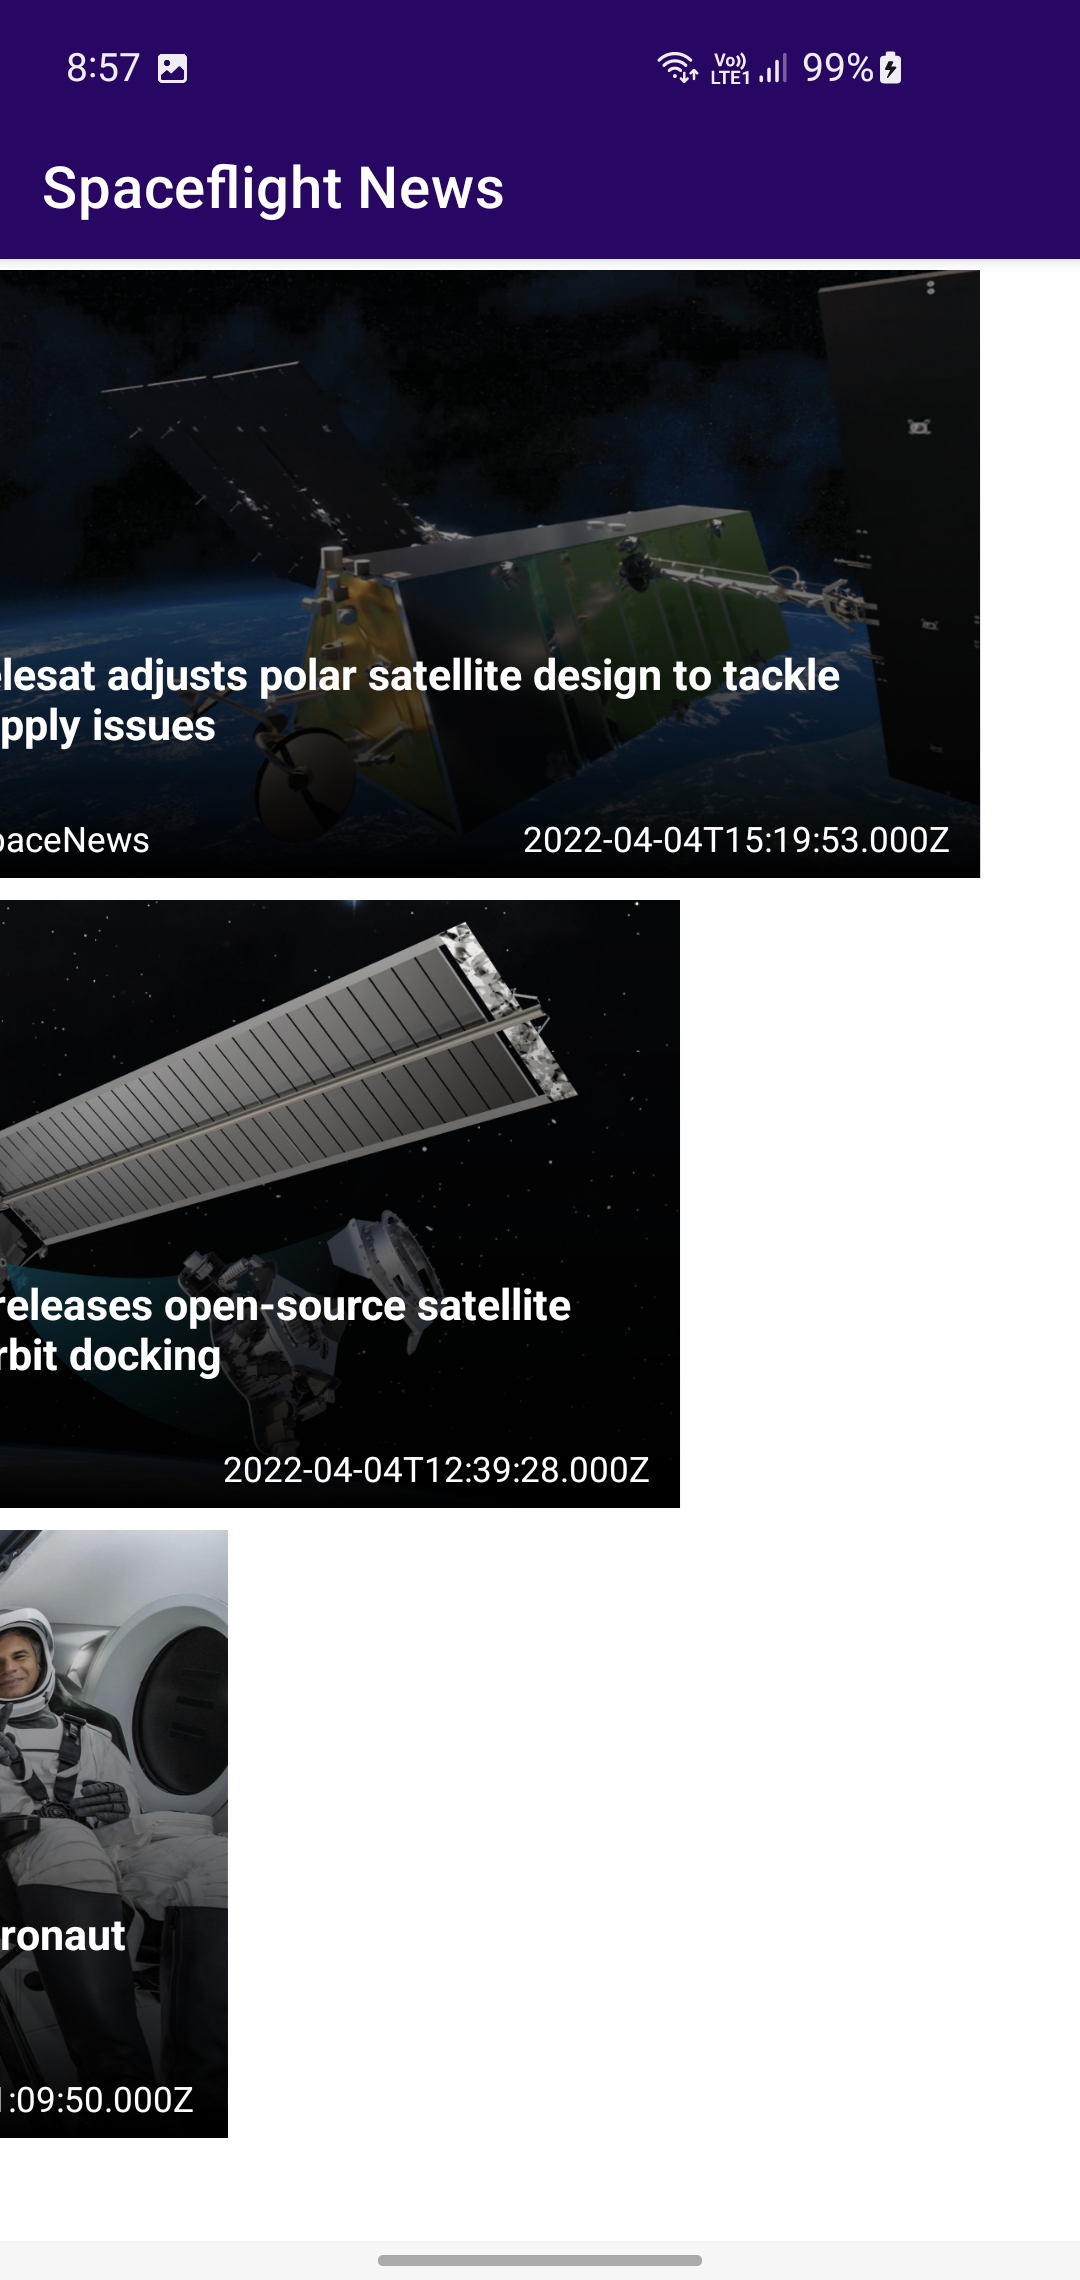 8:57
Vo)) LTE1 99%
Spaceflight News
elesat adjusts polar satellite design to tackle
pply issues
paceNews 2022-04-04T15:19:53.000Z
releases open-source satellite
rbit docking
2022-04-04T12:39:28.000Z
ronaut
:09:50.000Z